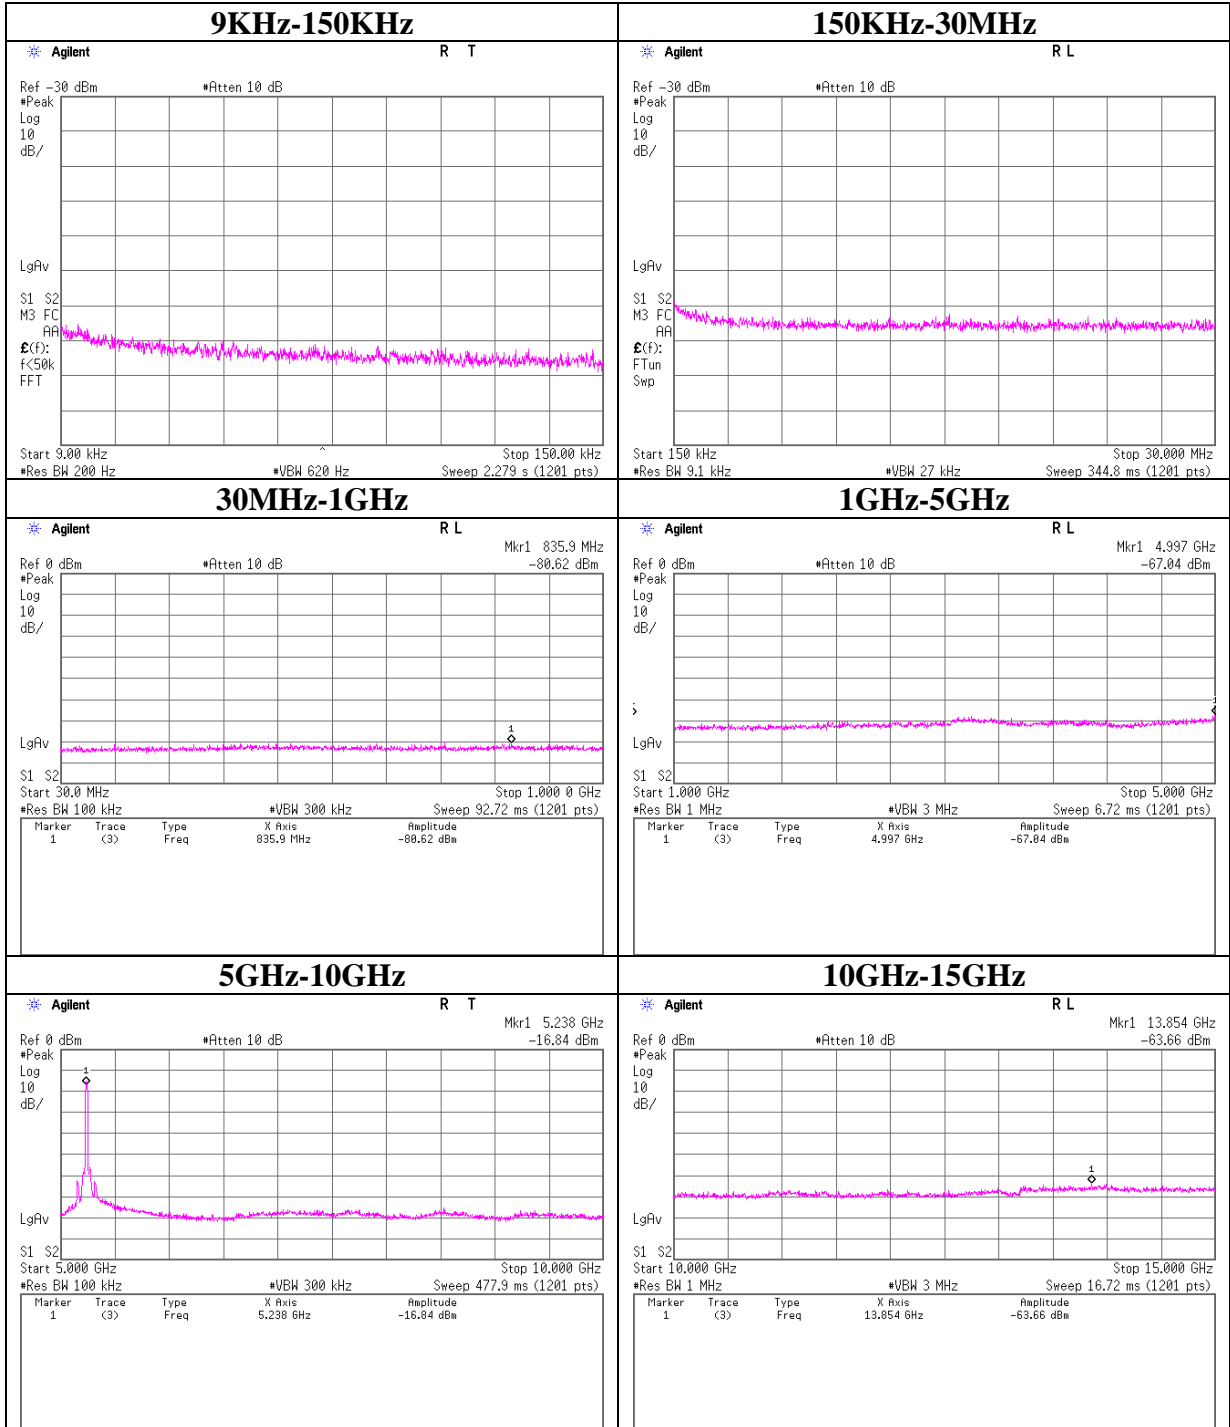 9KHz-150KHz
Agilent R T
Ref -30 dBm #Atten 10 dB
#Peak
Log
10
dB/
LgAv
S1 S2
M3 FC
AA
£(f):
f<50k
FFT
Start 9.00 kHz ^ Stop 150.00 kHz
#Res BW 200 Hz #VBW 620 Hz Sweep 2.279 s (1201 pts)
150KHz-30MHz
Agilent R L
Ref -30 dBm #Atten 10 dB
#Peak
Log
10
dB/
LgAv
S1 S2
M3 FC
AA
£(f):
FTun
Swp
Start 150 kHz Stop 30.000 MHz
#Res BW 9.1 kHz #VBW 27 kHz Sweep 344.8 ms (1201 pts)
30MHz-1GHz
Agilent R L
Mkr1 835.9 MHz
Ref 0 dBm #Atten 10 dB -80.62 dBm
#Peak
Log
10
dB/
1
LgAv
S1 S2
Start 30.0 MHz Stop 1.000 0 GHz
#Res BW 100 kHz #VBW 300 kHz Sweep 92.72 ms (1201 pts)
Marker Trace Type X Axis Amplitude
1 (3) Freq 835.9 MHz -80.62 dBm
1GHz-5GHz
Agilent R L
Mkr1 4.997 GHz
Ref 0 dBm #Atten 10 dB -67.04 dBm
#Peak
Log
10
dB/
1
LgAv
S1 S2
Start 1.000 GHz Stop 5.000 GHz
#Res BW 1 MHz #VBW 3 MHz Sweep 6.72 ms (1201 pts)
Marker Trace Type X Axis Amplitude
1 (3) Freq 4.997 GHz -67.04 dBm
5GHz-10GHz
Agilent R T
Mkr1 5.238 GHz
Ref 0 dBm #Atten 10 dB -16.84 dBm
#Peak
Log
10
dB/
1
LgAv
S1 S2
Start 5.000 GHz Stop 10.000 GHz
#Res BW 100 kHz #VBW 300 kHz Sweep 477.9 ms (1201 pts)
Marker Trace Type X Axis Amplitude
1 (3) Freq 5.238 GHz -16.84 dBm
10GHz-15GHz
Agilent R L
Mkr1 13.854 GHz
Ref 0 dBm #Atten 10 dB -63.66 dBm
#Peak
Log
10
dB/
1
LgAv
S1 S2
Start 10.000 GHz Stop 15.000 GHz
#Res BW 1 MHz #VBW 3 MHz Sweep 16.72 ms (1201 pts)
Marker Trace Type X Axis Amplitude
1 (3) Freq 13.854 GHz -63.66 dBm